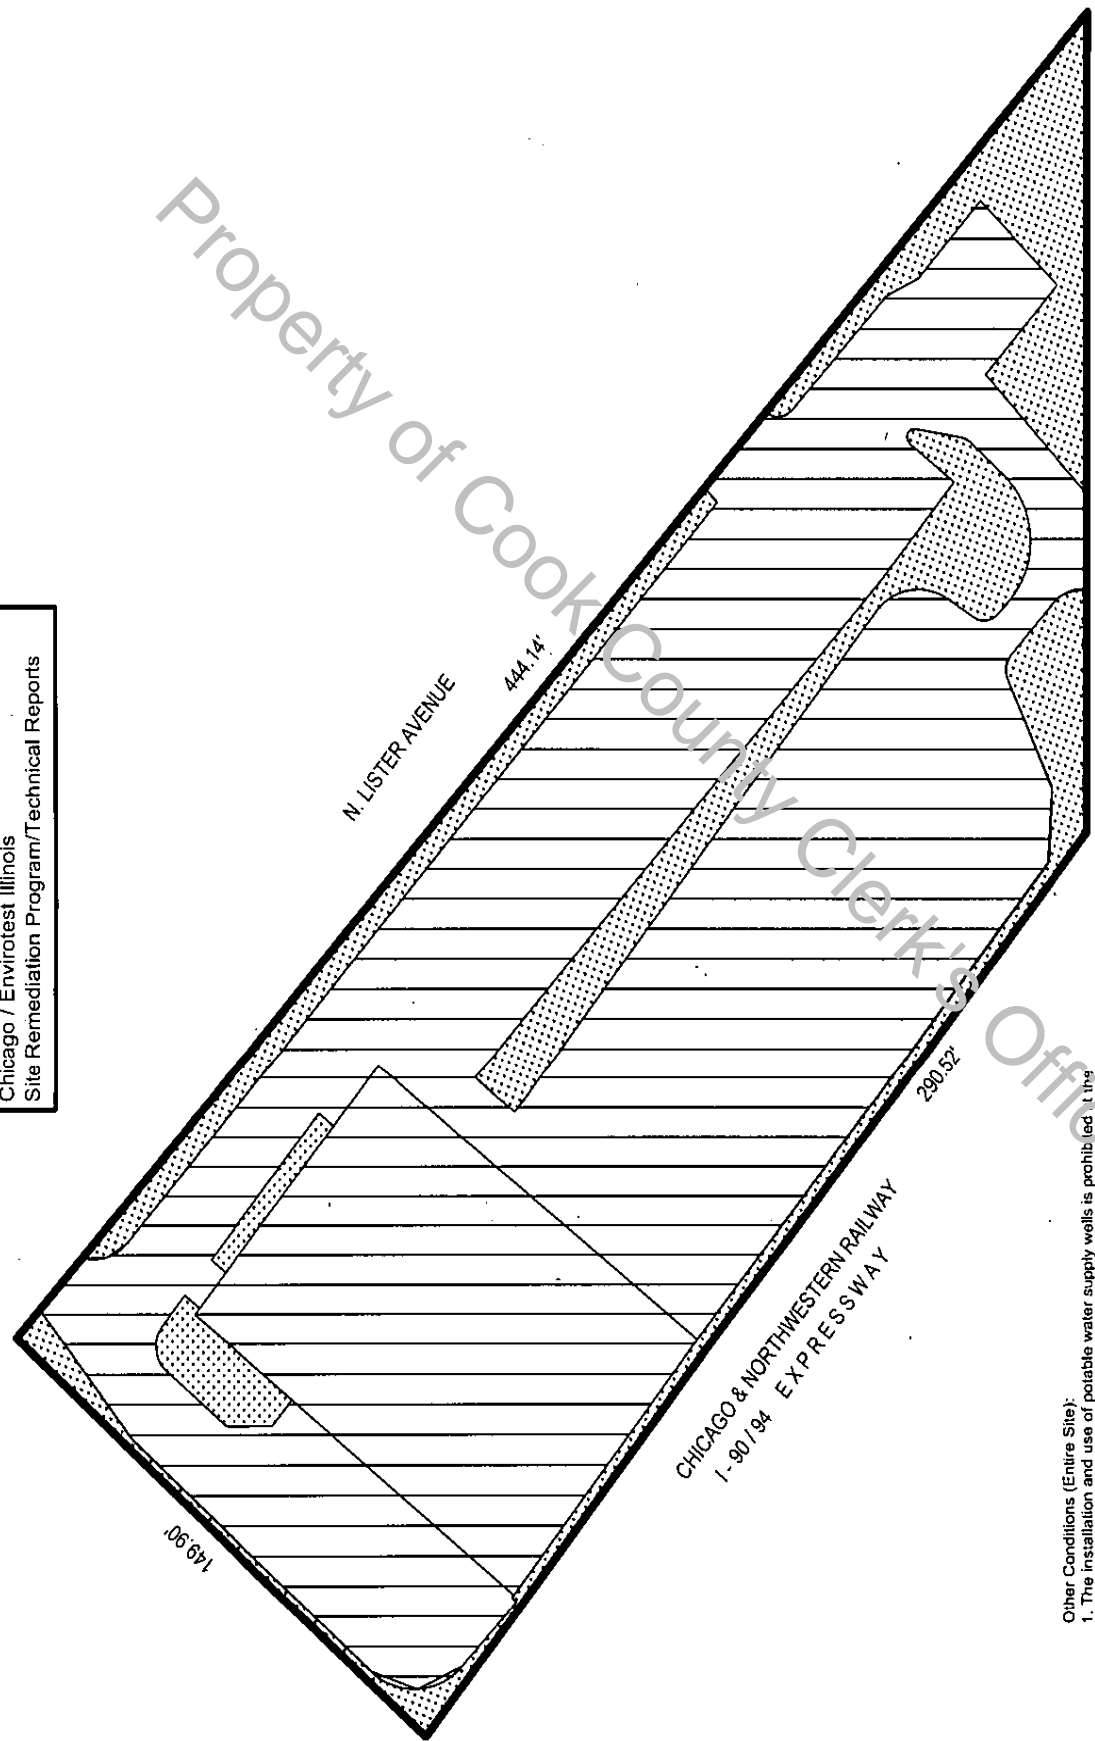 Chicago / Envirotest Illinois
Site Remediation Program/Technical Reports
N. LISTER AVENUE
444.14'
149.90'
290.52'
CHICAGO & NORTHWESTERN RAILWAY
I - 90 / 94 EXPRESSWAY
Property of Cook County Clerk's Office
Other Conditions (Entire Site):
1. The installation and use of potable water supply wells is prohibited at the